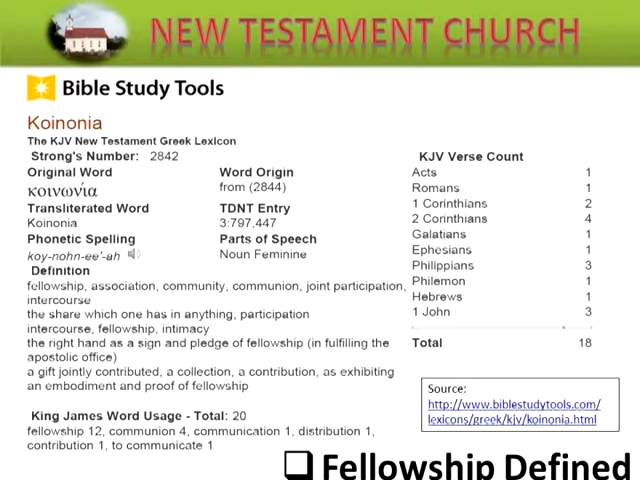 NEW TESTAMENT CHURCH
Bible Study Tools
Koinonia
The KJV New Testament Greek Lexicon
Strong's Number: 2842
Original Word
κοινωνία
Word Origin
from (2844)
Transliterated Word
Koinonia
TDNT Entry
3:797,447
Phonetic Spelling
koy-nohn-ee'-ah
Parts of Speech
Noun Feminine
Definition
fellowship, association, community, communion, joint participation,
intercourse
the share which one has in anything, participation
intercourse, fellowship, intimacy
the right hand as a sign and pledge of fellowship (in fulfilling the
apostolic office)
a gift jointly contributed, a collection, a contribution, as exhibiting
an embodiment and proof of fellowship
King James Word Usage - Total: 20
fellowship 12, communion 4, communication 1, distribution 1,
contribution 1, to communicate 1
KJV Verse Count
Acts 1
Romans 1
1 Corinthians 2
2 Corinthians 4
Galatians 1
Ephesians 1
Philippians 3
Philemon 1
Hebrews 1
1 John 3
Total 18
Source:
http://www.biblestudytools.com/
lexicons/greek/kjv/koinonia.html
Fellowship Defined